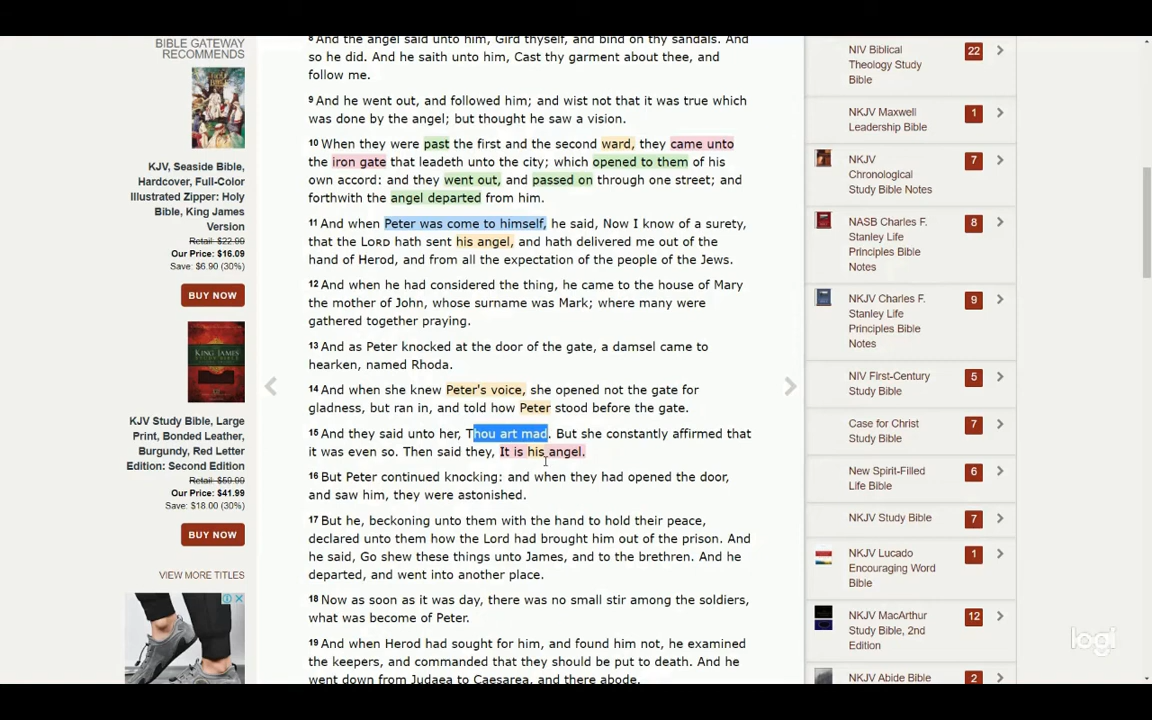 BIBLE GATEWAY
RECOMMENDS
KJV, Seaside Bible,
Hardcover, Full-Color
Illustrated Zipper: Holy
Bible, King James
Version
Retail: $22.99
Our Price: $16.09
Save: $6.90 (30%)
BUY NOW
KING JAMES
KJV Study Bible, Large
Print, Bonded Leather,
Burgundy, Red Letter
Edition: Second Edition
Retail: $59.99
Our Price: $41.99
Save: $18.00 (30%)
BUY NOW
VIEW MORE TITLES
8 And the angel said unto him, Gird thyself, and bind on thy sandals. And
so he did. And he saith unto him, Cast thy garment about thee, and
follow me.
9 And he went out, and followed him; and wist not that it was true which
was done by the angel; but thought he saw a vision.
10 When they were past the first and the second ward, they came unto
the iron gate that leadeth unto the city; which opened to them of his
own accord: and they went out, and passed on through one street; and
forthwith the angel departed from him.
11 And when Peter was come to himself, he said, Now I know of a surety,
that the LORD hath sent his angel, and hath delivered me out of the
hand of Herod, and from all the expectation of the people of the Jews.
12 And when he had considered the thing, he came to the house of Mary
the mother of John, whose surname was Mark; where many were
gathered together praying.
13 And as Peter knocked at the door of the gate, a damsel came to
hearken, named Rhoda.
14 And when she knew Peter's voice, she opened not the gate for
gladness, but ran in, and told how Peter stood before the gate.
15 And they said unto her, Thou art mad. But she constantly affirmed that
it was even so. Then said they, It is his angel.
16 But Peter continued knocking: and when they had opened the door,
and saw him, they were astonished.
17 But he, beckoning unto them with the hand to hold their peace,
declared unto them how the Lord had brought him out of the prison. And
he said, Go shew these things unto James, and to the brethren. And he
departed, and went into another place.
18 Now as soon as it was day, there was no small stir among the soldiers,
what was become of Peter.
19 And when Herod had sought for him, and found him not, he examined
the keepers, and commanded that they should be put to death. And he
went down from Judaea to Caesarea, and there abode.
NIV Biblical
Theology Study
Bible
22
NKJV Maxwell
Leadership Bible
1
NKJV
Chronological
Study Bible Notes
7
NASB Charles F.
Stanley Life
Principles Bible
Notes
8
NKJV Charles F.
Stanley Life
Principles Bible
Notes
9
NIV First-Century
Study Bible
5
Case for Christ
Study Bible
7
New Spirit-Filled
Life Bible
6
NKJV Study Bible
7
NKJV Lucado
Encouraging Word
Bible
1
NKJV MacArthur
Study Bible, 2nd
Edition
12
NKJV Abide Bible
2
logi